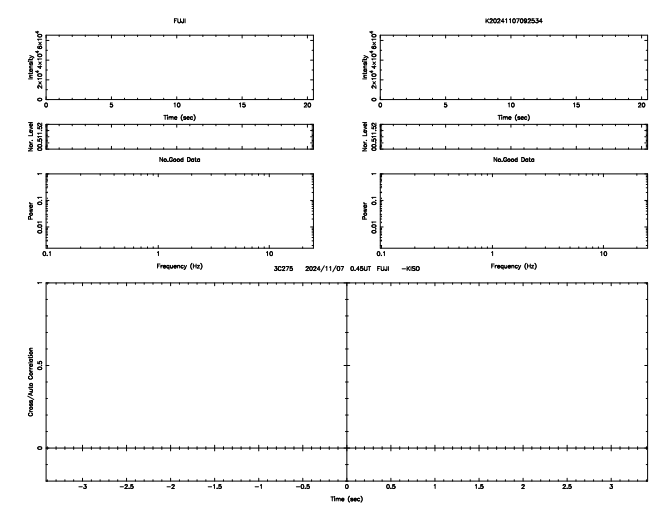 FUJI
K20241107092534
Intensity
0 2×10⁴ 4×10⁴ 6×10⁴
0 5 10 15 20
Time (sec)
Intensity
0 2×10⁴ 4×10⁴ 6×10⁴
0 5 10 15 20
Time (sec)
Nor. Level
00.511.52
Nor. Level
00.511.52
No.Good Data
No.Good Data
Power
0.01 0.1 1
0.1 1 10
Frequency (Hz)
Power
0.01 0.1 1
0.1 1 10
Frequency (Hz)
3C275 2024/11/07 0.45UT FUJI -KISO
Cross/Auto Correlation
0 0.5 1
-3 -2.5 -2 -1.5 -1 -0.5 0 0.5 1 1.5 2 2.5 3
Time (sec)